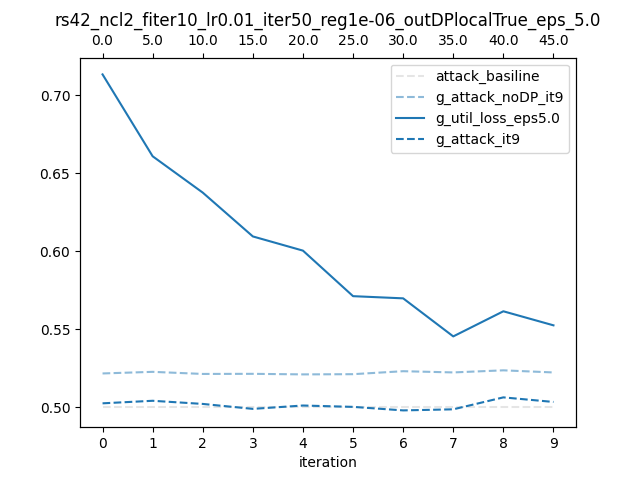 rs42_ncl2_fiter10_lr0.01_iter50_reg1e-06_outDPlocalTrue_eps_5.0
0.0 5.0 10.0 15.0 20.0 25.0 30.0 35.0 40.0 45.0
attack_basiline
g_attack_noDP_it9
g_util_loss_eps5.0
g_attack_it9
0.70
0.65
0.60
0.55
0.50
0 1 2 3 4 5 6 7 8 9
iteration